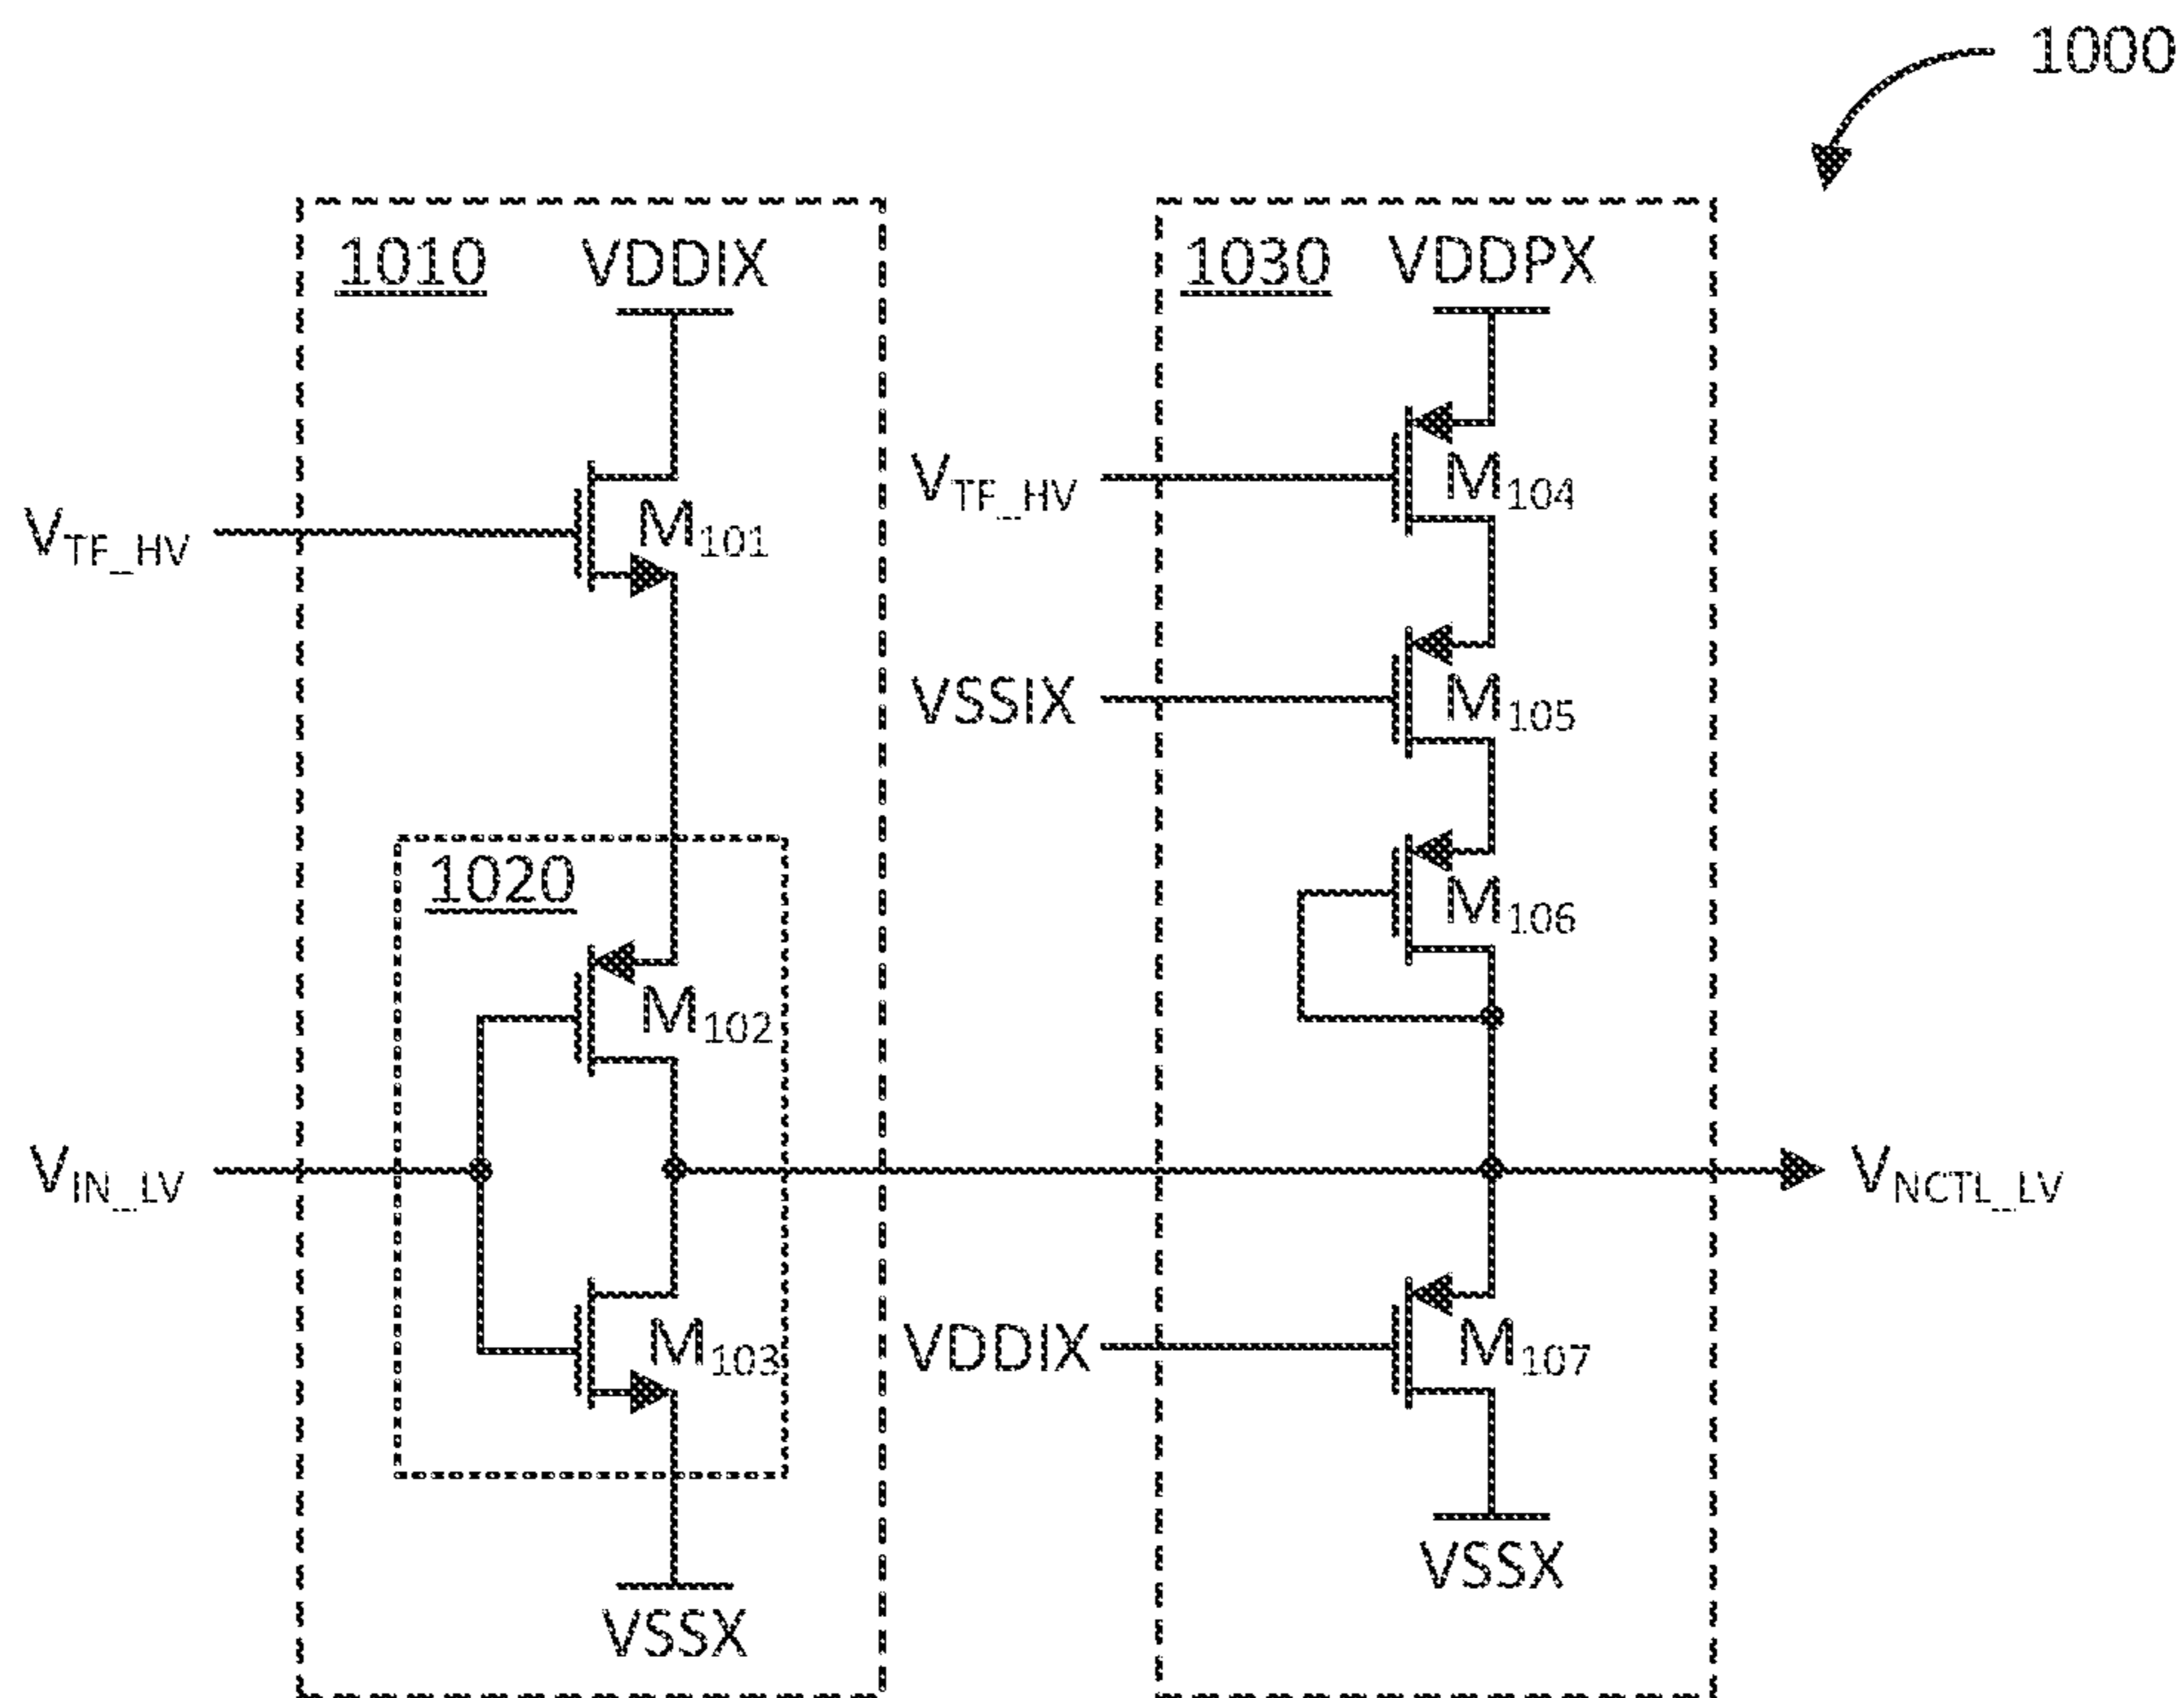 1000
1010
VDDIX
1030
VDDPX
VTF_HV
M101
VTF_HV
M104
VSSIX
M105
1020
M102
M106
VIN_LV
VNCTL_LV
M103
VDDIX
M107
VSSX
VSSX